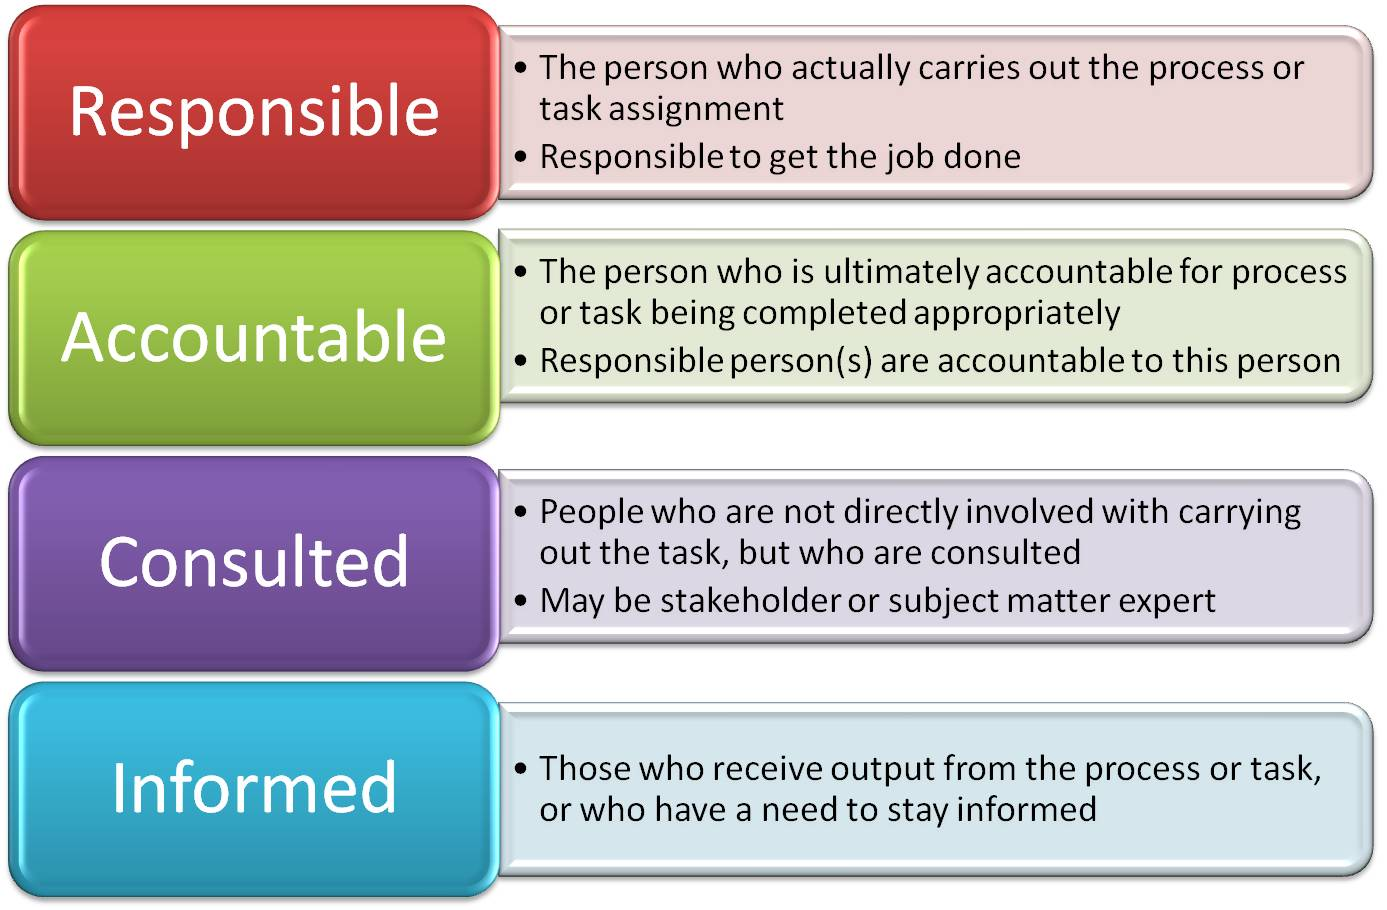 Responsible
• The person who actually carries out the process or
task assignment
• Responsible to get the job done
Accountable
• The person who is ultimately accountable for process
or task being completed appropriately
• Responsible person(s) are accountable to this person
Consulted
• People who are not directly involved with carrying
out the task, but who are consulted
• May be stakeholder or subject matter expert
Informed
• Those who receive output from the process or task,
or who have a need to stay informed